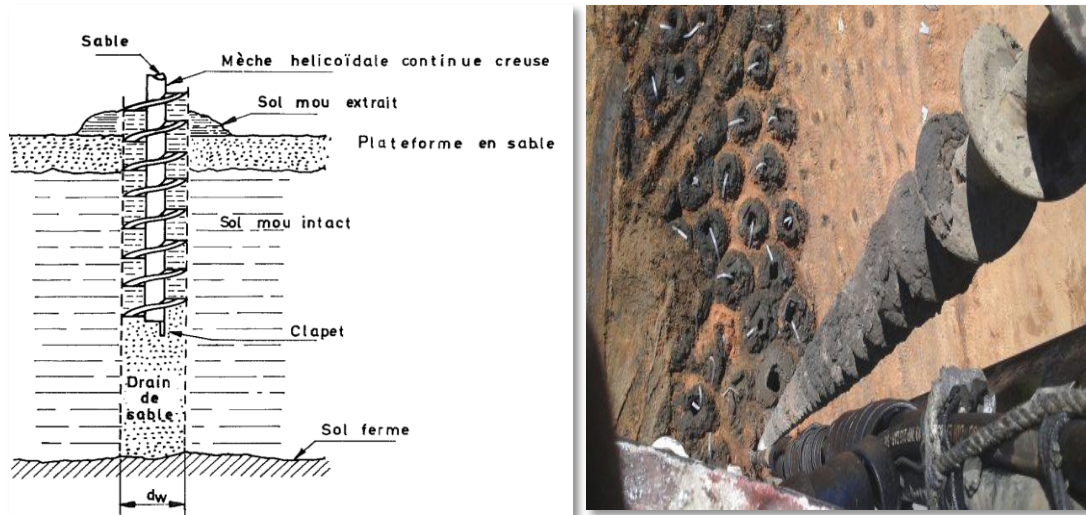 Sable
Mèche helicoïdale continue creuse
Sol mou extrait
Plateforme en sable
Sol mou intact
Clapet
Drain
de
sable
Sol ferme
dw